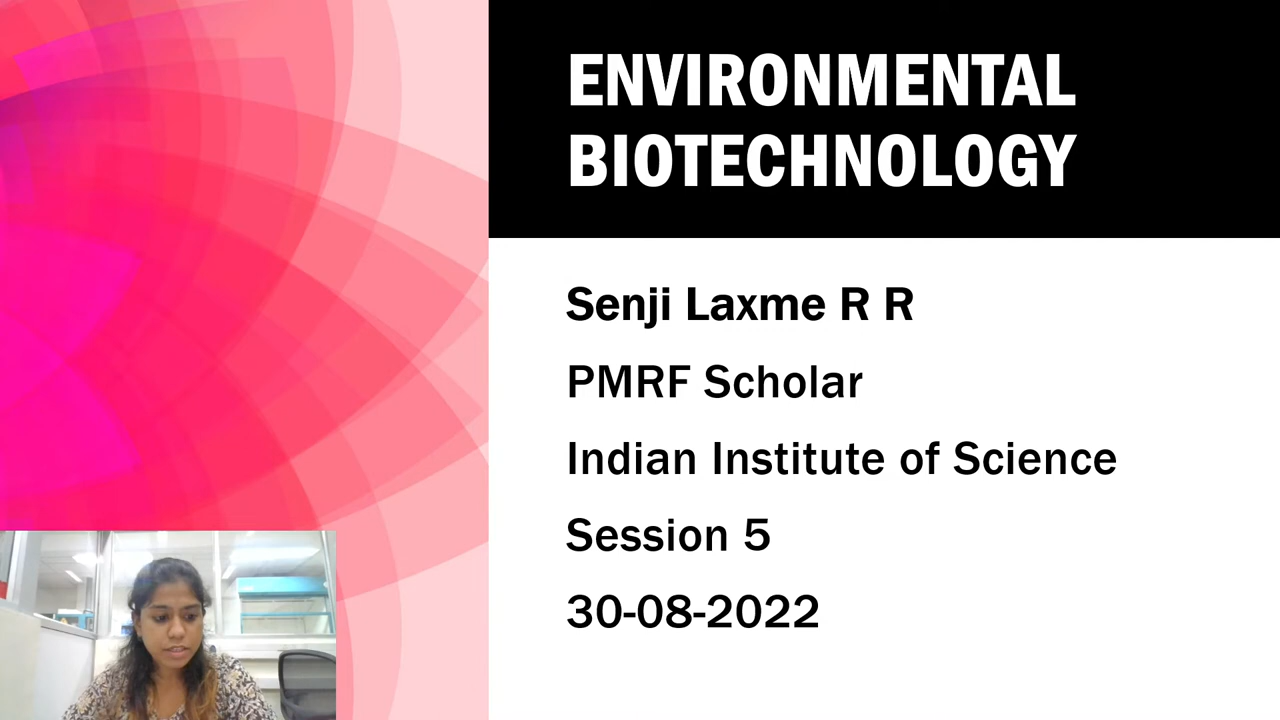 ENVIRONMENTAL
BIOTECHNOLOGY
Senji Laxme R R
PMRF Scholar
Indian Institute of Science
Session 5
30-08-2022